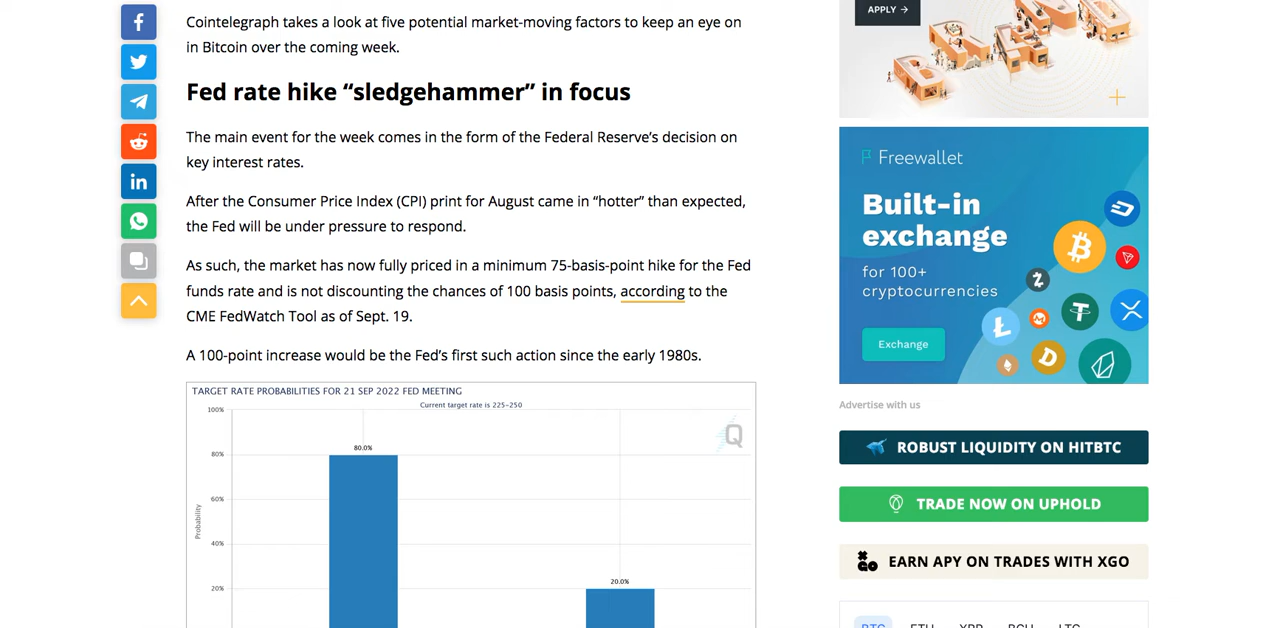 Cointelegraph takes a look at five potential market-moving factors to keep an eye on
in Bitcoin over the coming week.
Fed rate hike “sledgehammer” in focus
The main event for the week comes in the form of the Federal Reserve’s decision on
key interest rates.
After the Consumer Price Index (CPI) print for August came in “hotter” than expected,
the Fed will be under pressure to respond.
As such, the market has now fully priced in a minimum 75-basis-point hike for the Fed
funds rate and is not discounting the chances of 100 basis points, according to the
CME FedWatch Tool as of Sept. 19.
A 100-point increase would be the Fed’s first such action since the early 1980s.
TARGET RATE PROBABILITIES FOR 21 SEP 2022 FED MEETING
Current target rate is 225-250
100%
80%
60%
40%
20%
Probability
80.0%
20.0%
Q
APPLY →
Freewallet
Built-in
exchange
for 100+
cryptocurrencies
Exchange
Advertise with us
ROBUST LIQUIDITY ON HITBTC
TRADE NOW ON UPHOLD
EARN APY ON TRADES WITH XGO
BTC ETH XRP BCH LTC